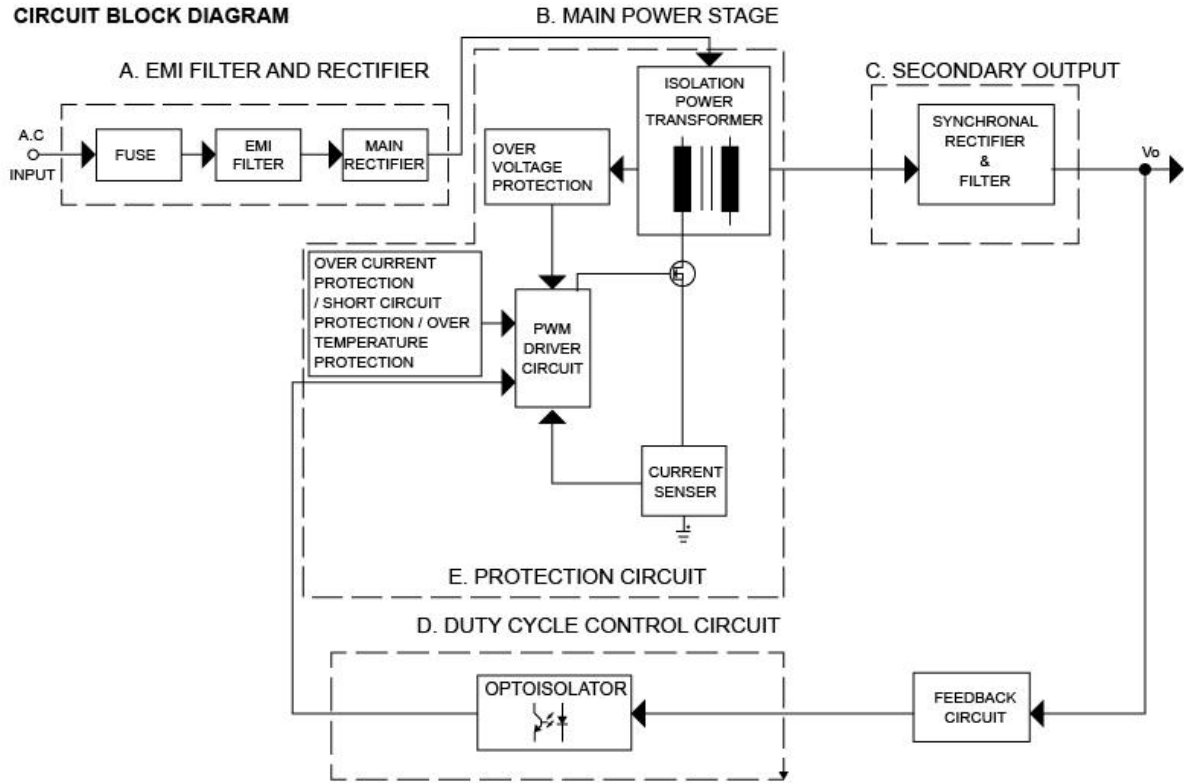 CIRCUIT BLOCK DIAGRAM
B. MAIN POWER STAGE
A. EMI FILTER AND RECTIFIER
C. SECONDARY OUTPUT
A.C
INPUT
FUSE
EMI
FILTER
MAIN
RECTIFIER
OVER
VOLTAGE
PROTECTION
ISOLATION
POWER
TRANSFORMER
SYNCHRONAL
RECTIFIER
&
FILTER
Vo
OVER CURRENT
PROTECTION
/ SHORT CIRCUIT
PROTECTION / OVER
TEMPERATURE
PROTECTION
PWM
DRIVER
CIRCUIT
CURRENT
SENSER
E. PROTECTION CIRCUIT
D. DUTY CYCLE CONTROL CIRCUIT
OPTOISOLATOR
FEEDBACK
CIRCUIT